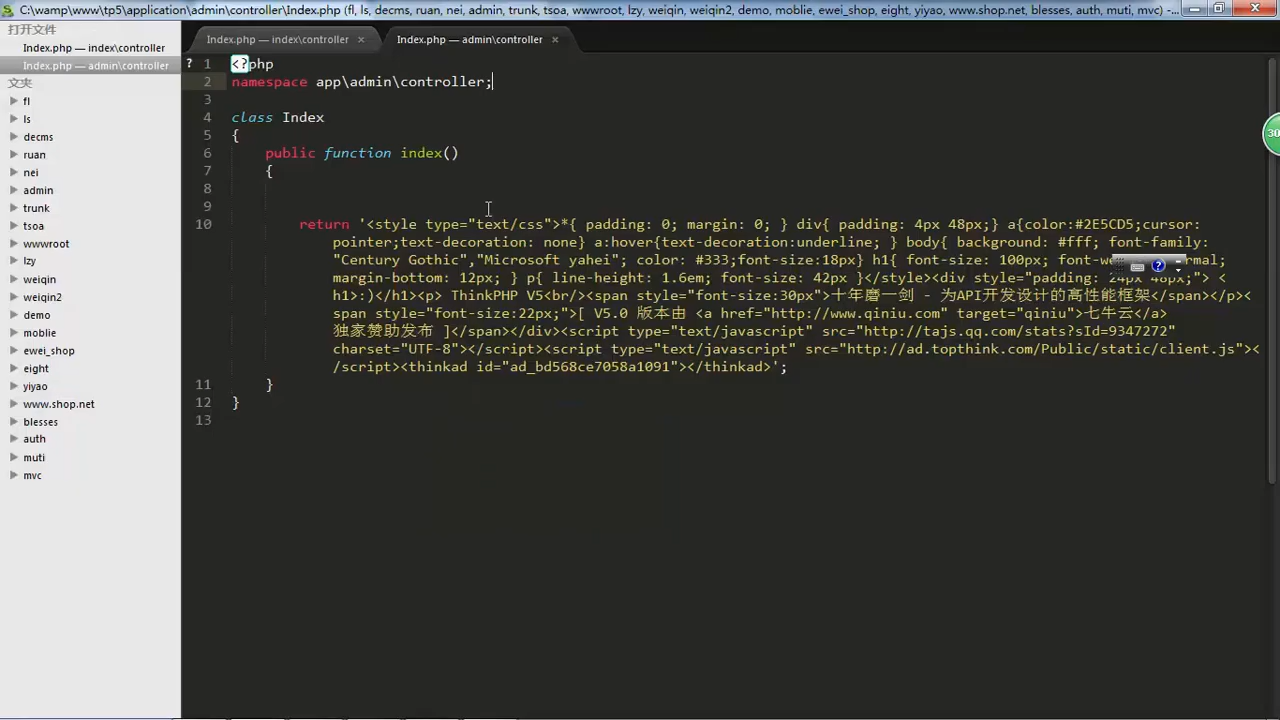 C:\wamp\www\tp5\application\admin\controller\Index.php (fl, ls, decms, ruan, nei, admin, trunk, tsoa, wwwroot, lzy, weiqin, weiqin2, demo, moblie, ewei_shop, eight, yiyao, www.shop.net, blesses, auth, muti, mvc) -...
打开文件
Index.php — index\controller
Index.php — admin\controller
文夹
fl
ls
decms
ruan
nei
admin
trunk
tsoa
wwwroot
lzy
weiqin
weiqin2
demo
moblie
ewei_shop
eight
yiyao
www.shop.net
blesses
auth
muti
mvc
Index.php — index\controller ×
Index.php — admin\controller ×
? 1 <?php
2 namespace app\admin\controller;
3
4 class Index
5 {
6 public function index()
7 {
8
9
10 return '<style type="text/css">*{ padding: 0; margin: 0; } div{ padding: 4px 48px;} a{color:#2E5CD5;cursor:
pointer;text-decoration: none} a:hover{text-decoration:underline; } body{ background: #fff; font-family:
"Century Gothic","Microsoft yahei"; color: #333;font-size:18px} h1{ font-size: 100px; font-we rmal;
margin-bottom: 12px; } p{ line-height: 1.6em; font-size: 42px }</style><div style="padding: 24px 48px;"> <
h1>:)</h1><p> ThinkPHP V5<br/><span style="font-size:30px">十年磨一剑 - 为API开发设计的高性能框架</span></p><
span style="font-size:22px;">[ V5.0 版本由 <a href="http://www.qiniu.com" target="qiniu">七牛云</a>
独家赞助发布 ]</span></div><script type="text/javascript" src="http://tajs.qq.com/stats?sId=9347272"
charset="UTF-8"></script><script type="text/javascript" src="http://ad.topthink.com/Public/static/client.js"><
/script><thinkad id="ad_bd568ce7058a1091"></thinkad>';
11 }
12 }
13
30